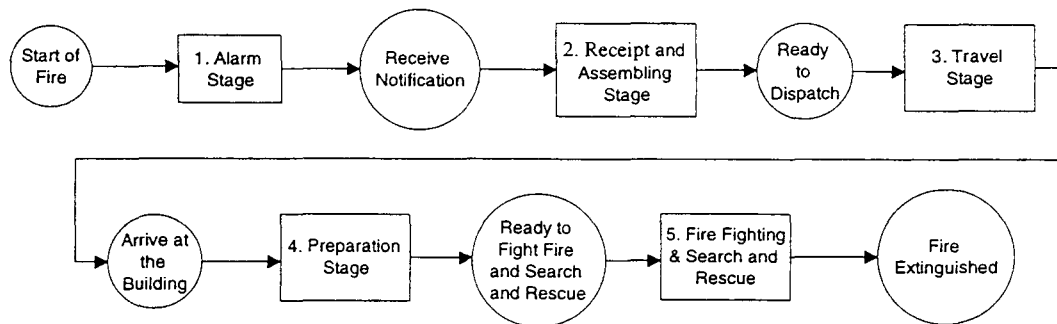 Start of
Fire
1. Alarm
Stage
Receive
Notification
2. Receipt and
Assembling
Stage
Ready
to
Dispatch
3. Travel
Stage
Arrive at
the
Building
4. Preparation
Stage
Ready to
Fight Fire
and Search
and Rescue
5. Fire Fighting
& Search and
Rescue
Fire
Extinguished